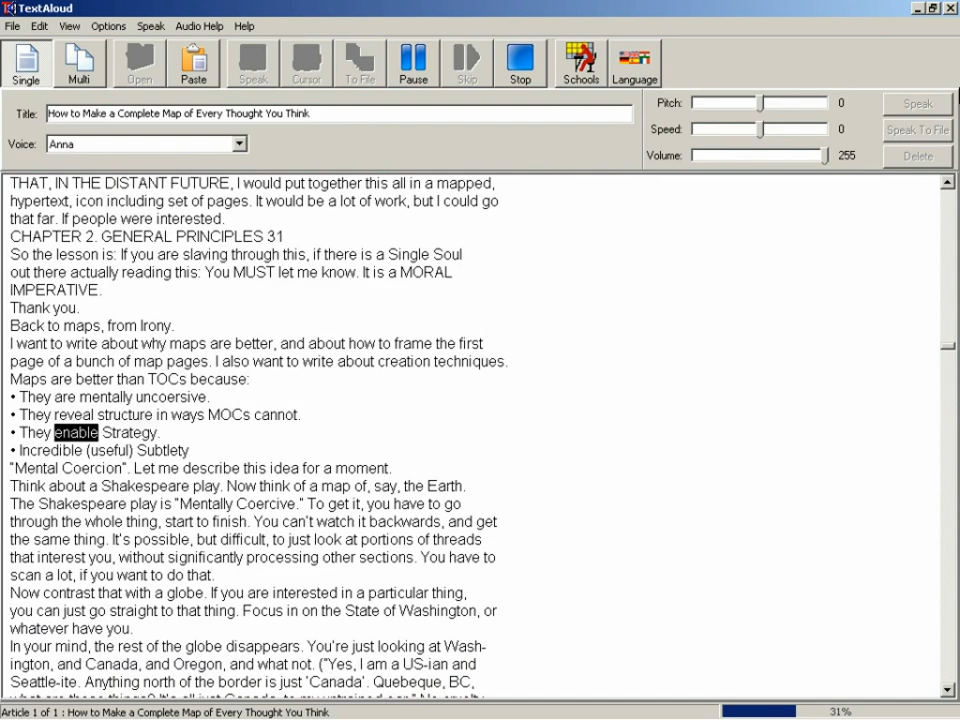 TextAloud
File Edit View Options Speak Audio Help Help
Single Multi Open Paste Speak Cursor To File Pause Skip Stop Schools Language
Title: How to Make a Complete Map of Every Thought You Think
Voice: Anna
Pitch: 0 Speak
Speed: 0 Speak To File
Volume: 255 Delete
THAT, IN THE DISTANT FUTURE, I would put together this all in a mapped,
hypertext, icon including set of pages. It would be a lot of work, but I could go
that far. If people were interested.
CHAPTER 2. GENERAL PRINCIPLES 31
So the lesson is: If you are slaving through this, if there is a Single Soul
out there actually reading this: You MUST let me know. It is a MORAL
IMPERATIVE.
Thank you.
Back to maps, from Irony.
I want to write about why maps are better, and about how to frame the first
page of a bunch of map pages. I also want to write about creation techniques.
Maps are better than TOCs because:
• They are mentally uncoersive.
• They reveal structure in ways MOCs cannot.
• They enable Strategy.
• Incredible (useful) Subtlety
"Mental Coercion". Let me describe this idea for a moment.
Think about a Shakespeare play. Now think of a map of, say, the Earth.
The Shakespeare play is "Mentally Coercive." To get it, you have to go
through the whole thing, start to finish. You can't watch it backwards, and get
the same thing. It's possible, but difficult, to just look at portions of threads
that interest you, without significantly processing other sections. You have to
scan a lot, if you want to do that.
Now contrast that with a globe. If you are interested in a particular thing,
you can just go straight to that thing. Focus in on the State of Washington, or
whatever have you.
In your mind, the rest of the globe disappears. You're just looking at Wash-
ington, and Canada, and Oregon, and what not. ("Yes, I am a US-ian and
Seattle-ite. Anything north of the border is just 'Canada'. Quebeque, BC,
what are these things? It's all just Canada, to my untrained ear." No cruelty
Article 1 of 1 : How to Make a Complete Map of Every Thought You Think 31%